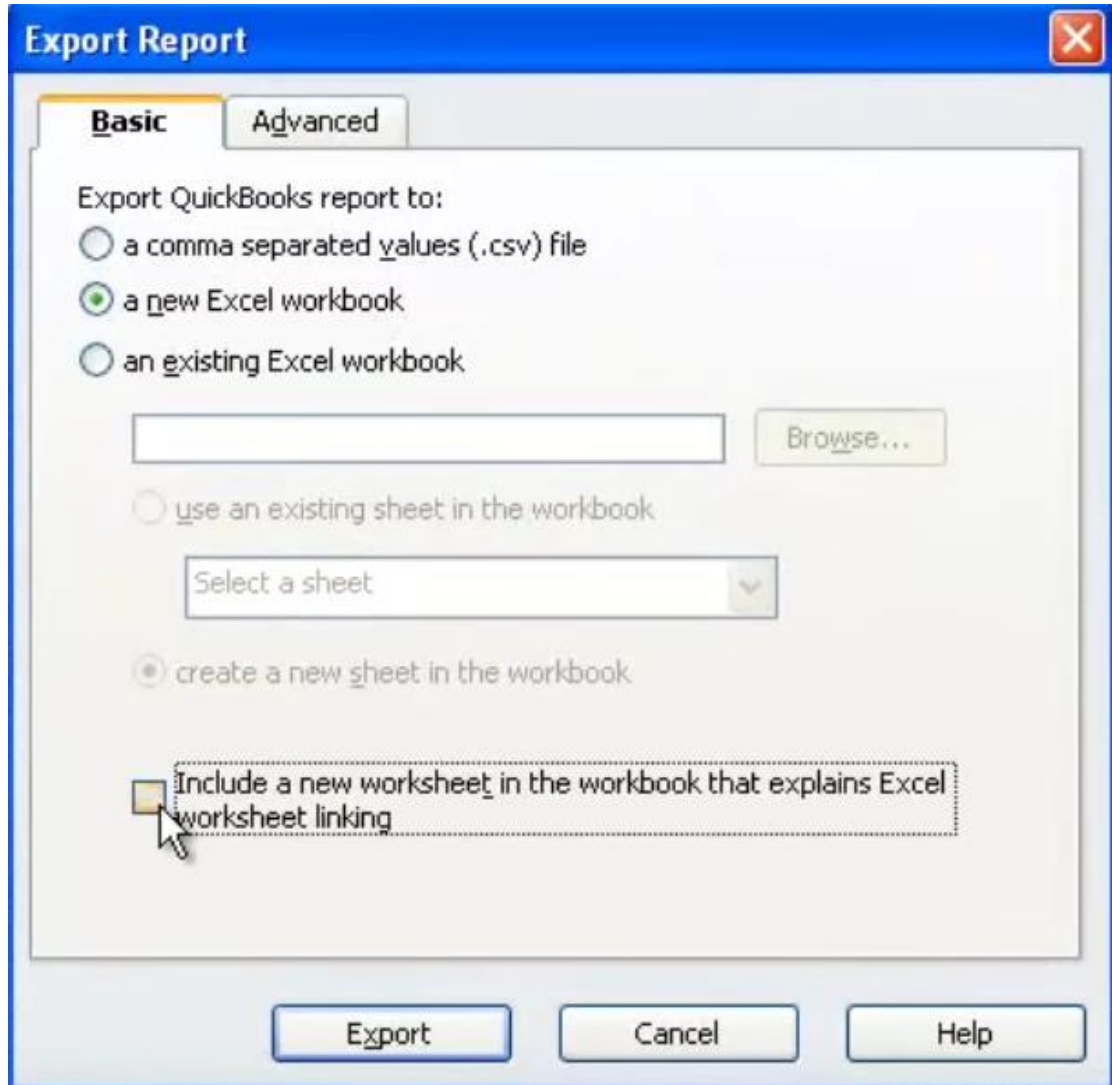 Export Report
Basic
Advanced
Export QuickBooks report to:
a comma separated values (.csv) file
a new Excel workbook
an existing Excel workbook
Browse...
use an existing sheet in the workbook
Select a sheet
create a new sheet in the workbook
Include a new worksheet in the workbook that explains Excel
worksheet linking
Export
Cancel
Help